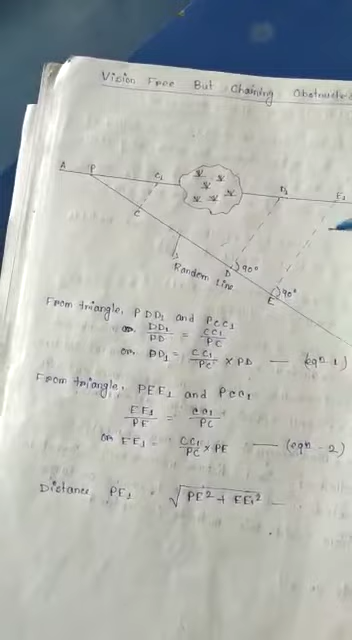 Vision Free But Chaining Obstructe
A P C1 D1 E1
C
Random Line
D 90°
E 90°
From triangle, PDD1 and PCC1
or DD1/PD = CC1/PC
or DD1 = CC1/PC × PD — (eqn - 1)
From triangle, PEE1 and PCC1
EE1/PE = CC1/PC
or EE1 = CC1/PC × PE — (eqn - 2)
Distance, PE1 = √PE² + EE1² —